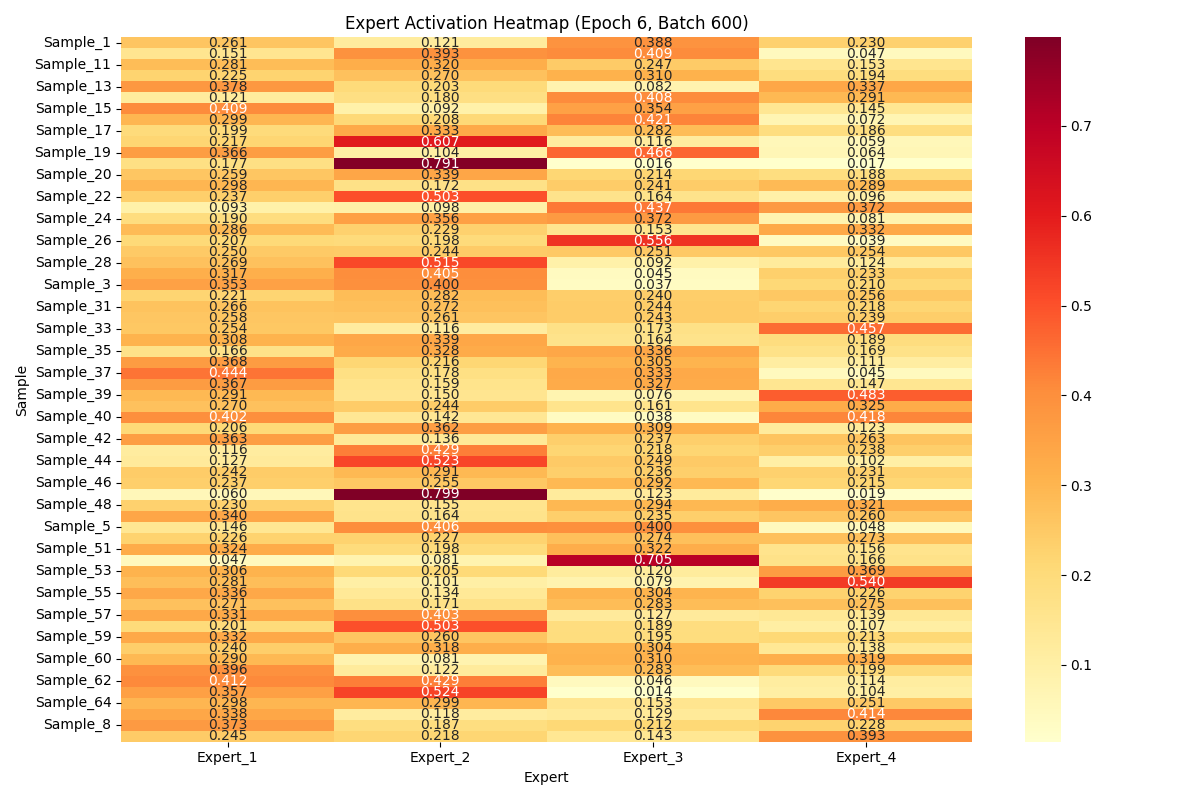 Expert Activation Heatmap (Epoch 6, Batch 600)
Sample_1 0.261 0.121 0.388 0.230
0.151 0.393 0.409 0.047
Sample_11 0.281 0.320 0.247 0.153
0.225 0.270 0.310 0.194
Sample_13 0.378 0.203 0.082 0.337
0.121 0.180 0.408 0.291
Sample_15 0.409 0.092 0.354 0.145
0.299 0.208 0.421 0.072
Sample_17 0.199 0.333 0.282 0.186
0.217 0.607 0.116 0.059
Sample_19 0.366 0.104 0.466 0.064
0.177 0.791 0.016 0.017
Sample_20 0.259 0.339 0.214 0.188
0.298 0.172 0.241 0.289
Sample_22 0.237 0.503 0.164 0.096
0.093 0.098 0.437 0.372
Sample_24 0.190 0.356 0.372 0.081
0.286 0.229 0.153 0.332
Sample_26 0.207 0.198 0.556 0.039
0.250 0.244 0.251 0.254
Sample_28 0.269 0.515 0.092 0.124
0.317 0.405 0.045 0.233
Sample_3 0.353 0.400 0.037 0.210
0.221 0.282 0.240 0.256
Sample_31 0.266 0.272 0.244 0.218
0.258 0.261 0.243 0.239
Sample_33 0.254 0.116 0.173 0.457
0.308 0.339 0.164 0.189
Sample_35 0.166 0.328 0.336 0.169
0.368 0.216 0.305 0.111
Sample_37 0.444 0.178 0.333 0.045
0.367 0.159 0.327 0.147
Sample_39 0.291 0.150 0.076 0.483
0.270 0.244 0.161 0.325
Sample_40 0.402 0.142 0.038 0.418
0.206 0.362 0.309 0.123
Sample_42 0.363 0.136 0.237 0.263
0.116 0.429 0.218 0.238
Sample_44 0.127 0.523 0.249 0.102
0.242 0.291 0.236 0.231
Sample_46 0.237 0.255 0.292 0.215
0.060 0.799 0.123 0.019
Sample_48 0.230 0.155 0.294 0.321
0.340 0.164 0.235 0.260
Sample_5 0.146 0.406 0.400 0.048
0.226 0.227 0.274 0.273
Sample_51 0.324 0.198 0.322 0.156
0.047 0.081 0.705 0.166
Sample_53 0.306 0.205 0.120 0.369
0.281 0.101 0.079 0.540
Sample_55 0.336 0.134 0.304 0.226
0.271 0.171 0.283 0.275
Sample_57 0.331 0.403 0.127 0.139
0.201 0.503 0.189 0.107
Sample_59 0.332 0.260 0.195 0.213
0.240 0.318 0.304 0.138
Sample_60 0.290 0.081 0.310 0.319
0.396 0.122 0.283 0.199
Sample_62 0.412 0.429 0.046 0.114
0.357 0.524 0.014 0.104
Sample_64 0.298 0.299 0.153 0.251
0.338 0.118 0.129 0.414
Sample_8 0.373 0.187 0.212 0.228
0.245 0.218 0.143 0.393
Expert_1 Expert_2 Expert_3 Expert_4
Expert
Sample
0.7
0.6
0.5
0.4
0.3
0.2
0.1